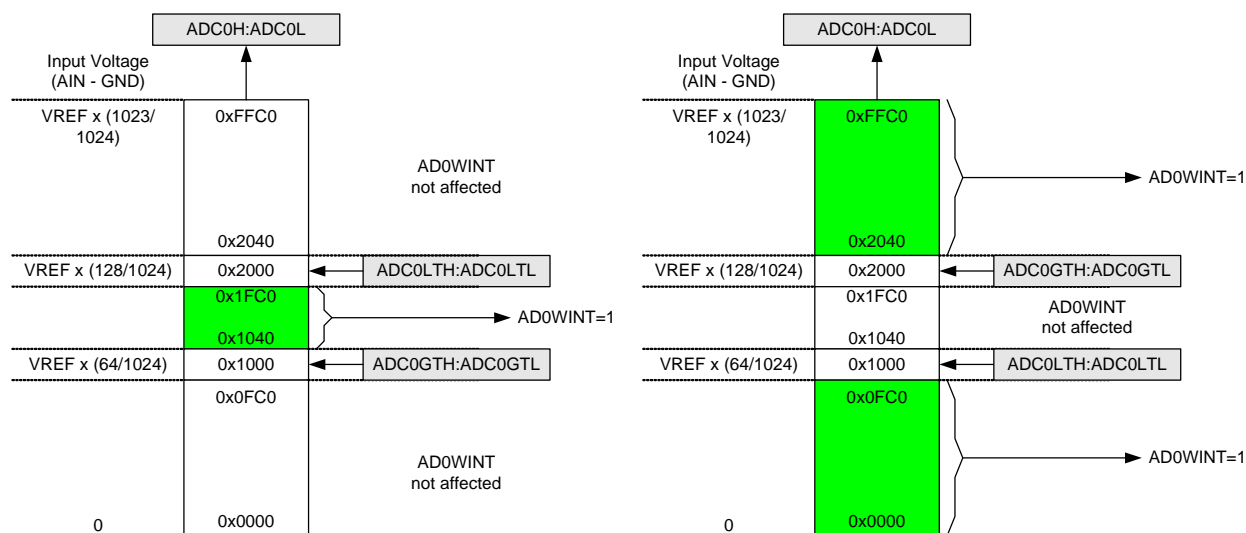 ADC0H:ADC0L
Input Voltage
(AIN - GND)
VREF x (1023/
1024)
0xFFC0
AD0WINT
not affected
0x2040
VREF x (128/1024)
0x2000
ADC0LTH:ADC0LTL
0x1FC0
AD0WINT=1
0x1040
VREF x (64/1024)
0x1000
ADC0GTH:ADC0GTL
0x0FC0
AD0WINT
not affected
0
0x0000
ADC0H:ADC0L
Input Voltage
(AIN - GND)
VREF x (1023/
1024)
0xFFC0
AD0WINT=1
0x2040
VREF x (128/1024)
0x2000
ADC0GTH:ADC0GTL
0x1FC0
AD0WINT
not affected
0x1040
VREF x (64/1024)
0x1000
ADC0LTH:ADC0LTL
0x0FC0
AD0WINT=1
0
0x0000